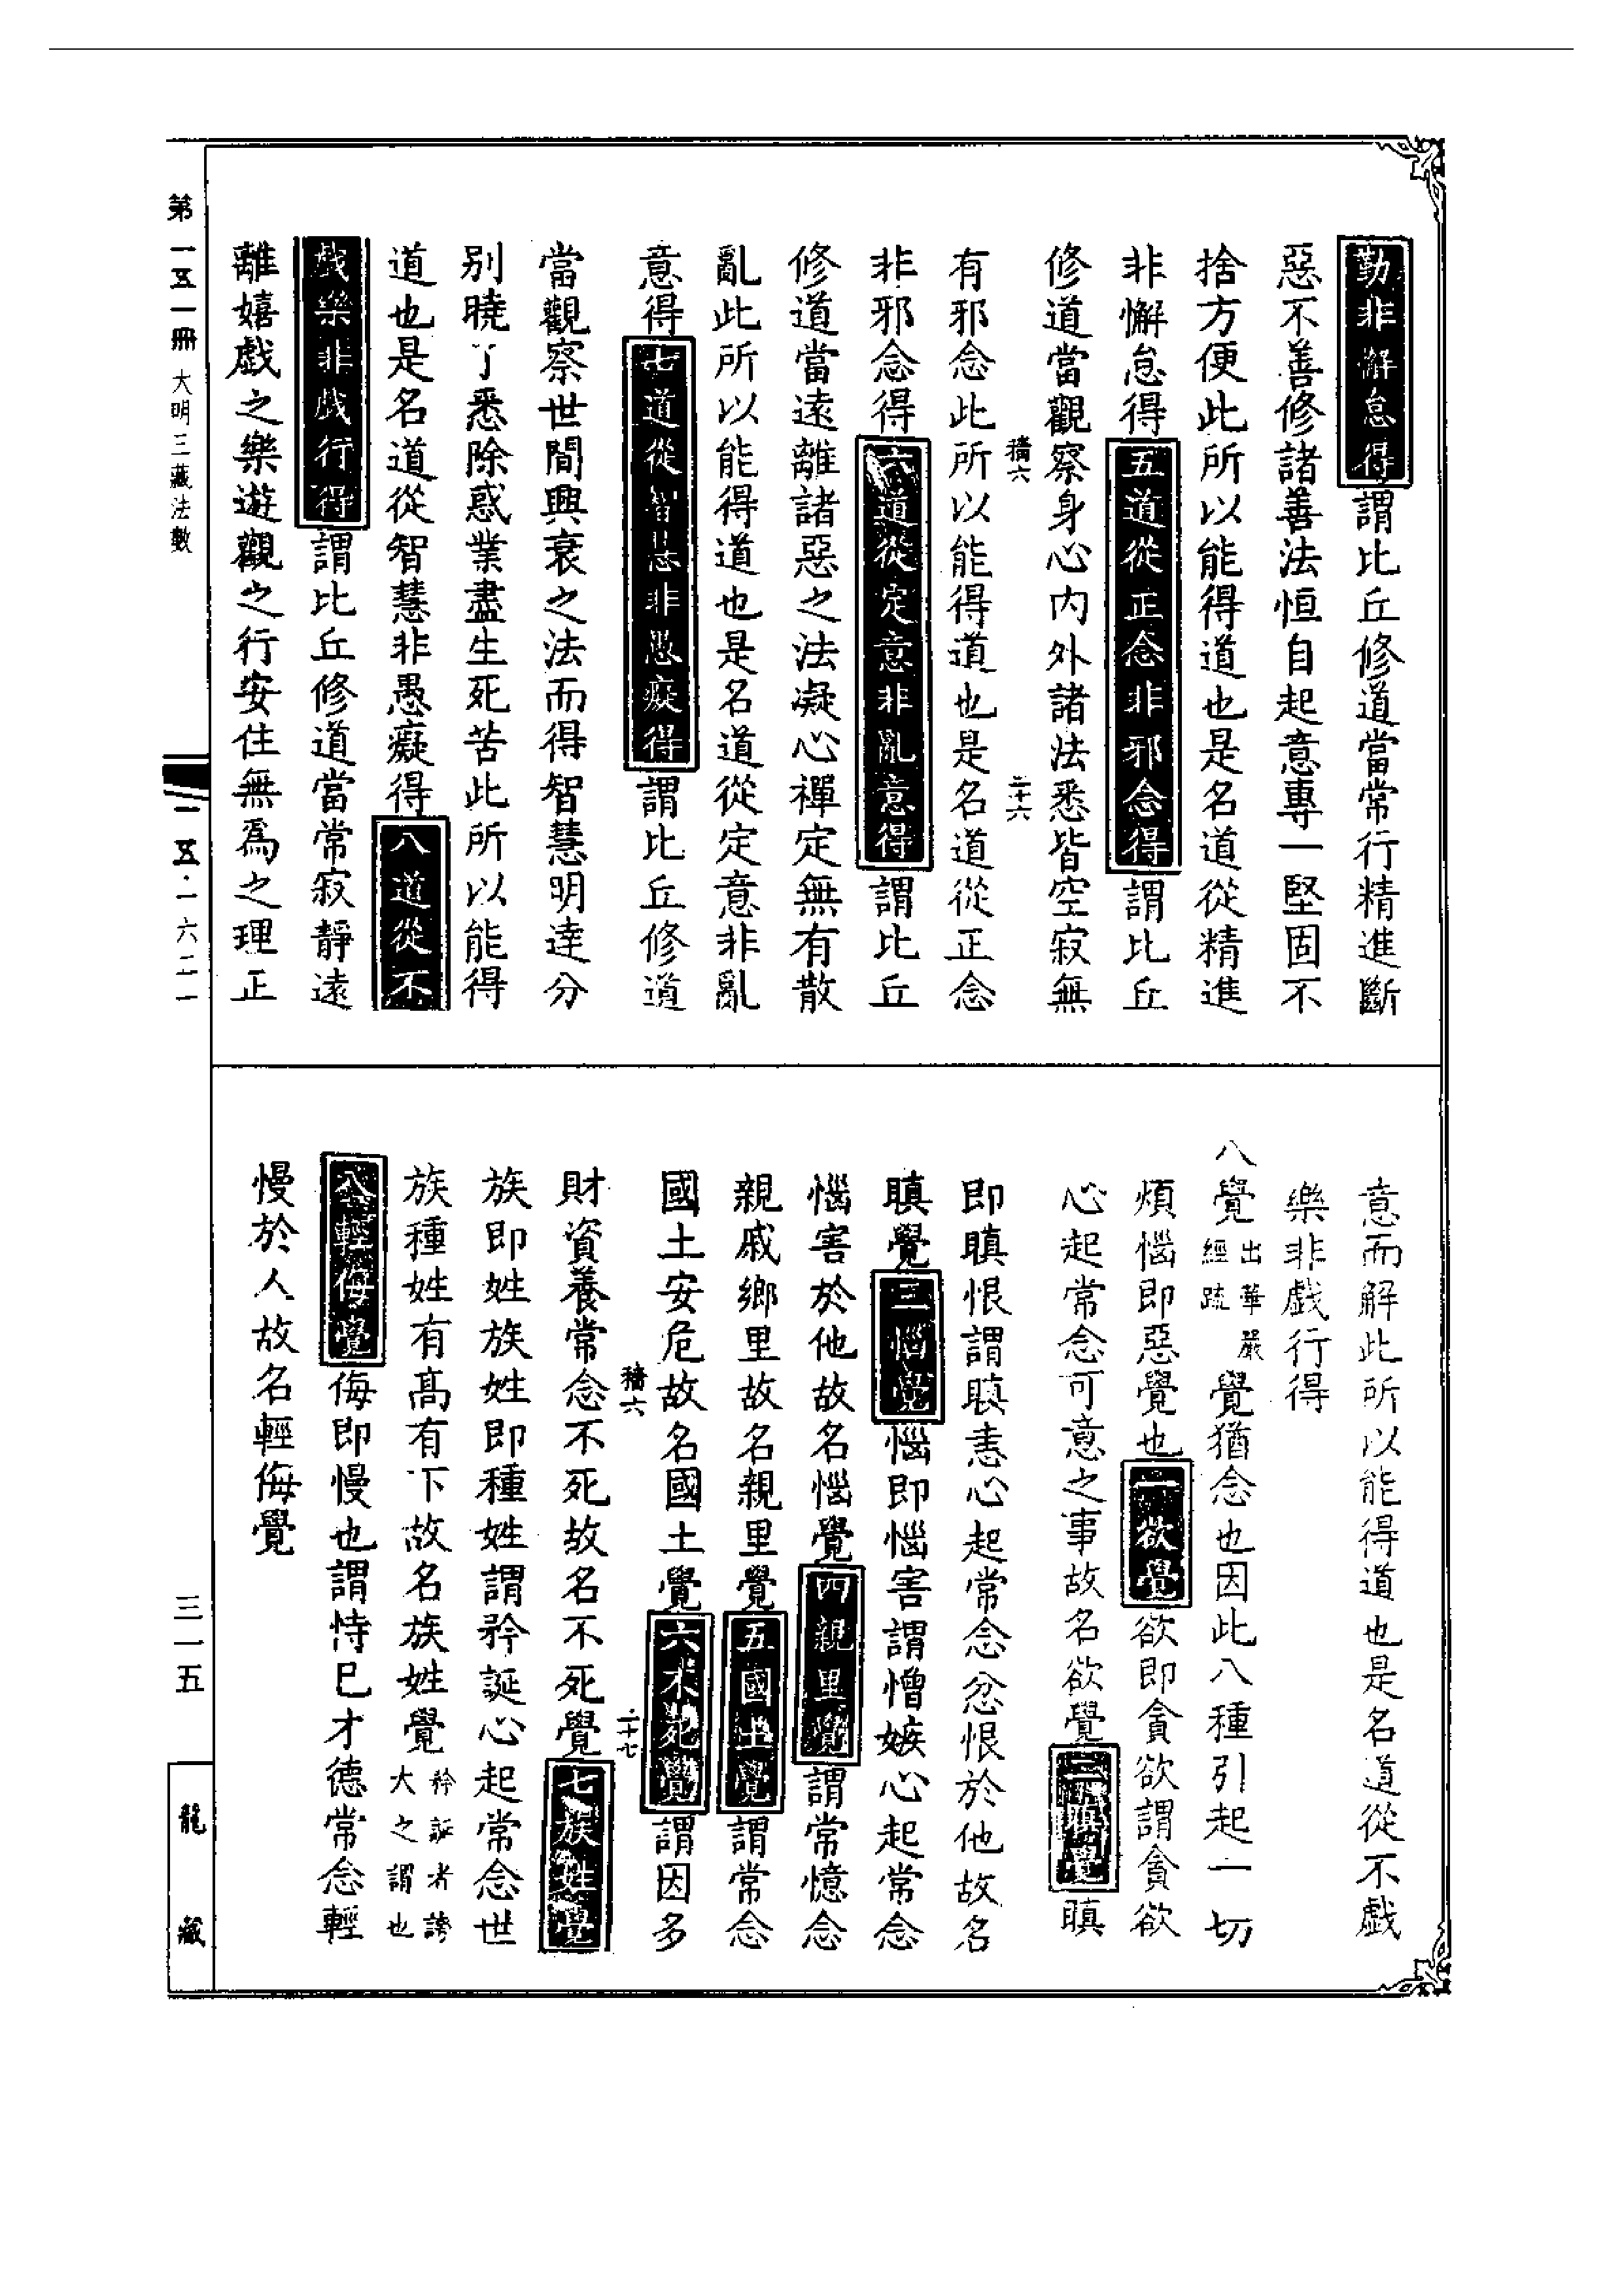 勤非懈怠得謂比丘修道當常行精進斷
惡不善修諸善法恒自起意專一堅固不
捨方便此所以能得道也是名道從精進
非懈怠得五道從正念非邪念得謂比丘
修道當觀察身心內外諸法悉皆空寂無
稽六 二十六
有邪念此所以能得道也是名道從正念
非邪念得六道從定意非亂意得謂比丘
修道當遠離諸惡之法凝心禪定無有散
亂此所以能得道也是名道從定意非亂
意得七道從智慧非愚癡得謂比丘修道
當觀察世間興衰之法而得智慧明達分
別曉了悉除惑業盡生死苦此所以能得
道也是名道從智慧非愚癡得八道從不
戲樂非戲行得謂比丘修道當常寂靜遠
離嬉戲之樂遊觀之行安住無為之理正
意而解此所以能得道也是名道從不戲
樂非戲行得
八覺出華嚴經疏 覺猶念也因此八種引起一切
煩惱即惡覺也一欲覺欲即貪欲謂貪欲
心起常念可意之事故名欲覺二瞋覺瞋
即瞋恨謂瞋恚心起常念忿恨於他故名
瞋覺三惱覺惱即惱害謂憎嫉心起常念
惱害於他故名惱覺四親里覺謂常憶念
親戚鄉里故名親里覺五國土覺謂常念
國土安危故名國土覺六不死覺謂因多
稽六 二十七
財資養常念不死故名不死覺七族姓覺
族即姓族姓即種姓謂矜誕心起常念世
族種姓有高有下故名族姓覺矜誕者誇大之謂也
八輕侮覺侮即慢也謂恃己才德常念輕
慢於人故名輕侮覺
第一五一冊 大明三藏法數
一五·一六二一
三一五
龍藏